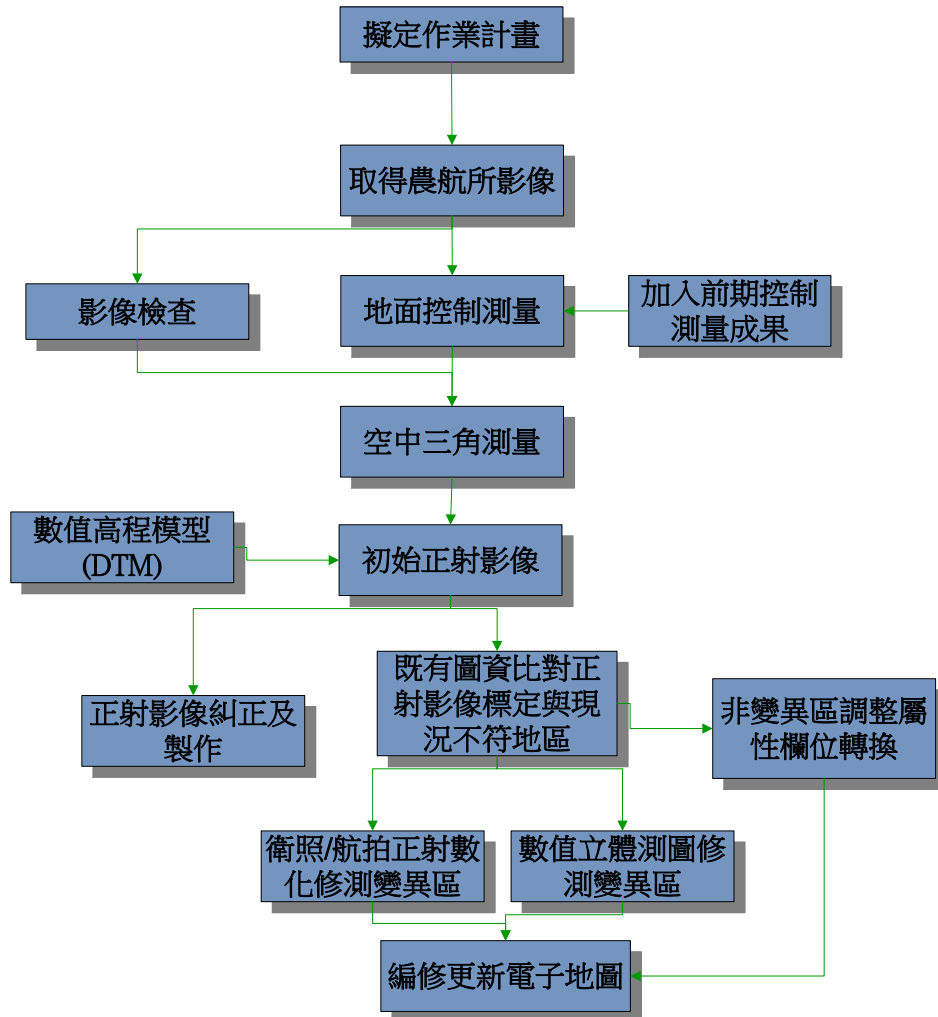 擬定作業計畫
取得農航所影像
影像檢查
地面控制測量
加入前期控制
測量成果
空中三角測量
數值高程模型
(DTM)
初始正射影像
正射影像糾正及
製作
既有圖資比對正
射影像標定與現
況不符地區
非變異區調整屬
性欄位轉換
衛照/航拍正射數
化修測變異區
數值立體測圖修
測變異區
編修更新電子地圖